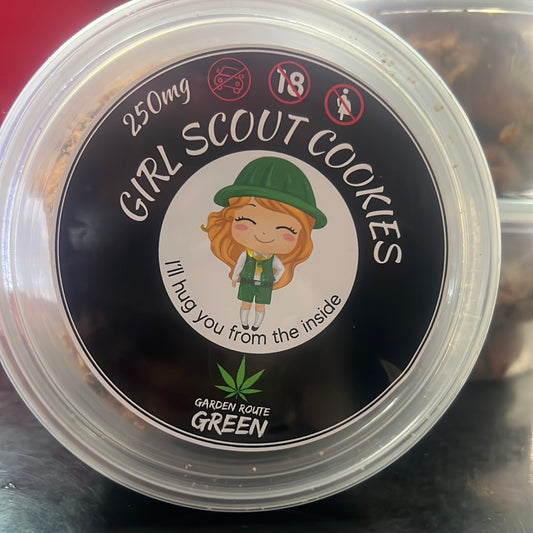 250mg
18
GIRL SCOUT COOKIES
I'll hug you from the inside
GARDEN ROUTE
GREEN